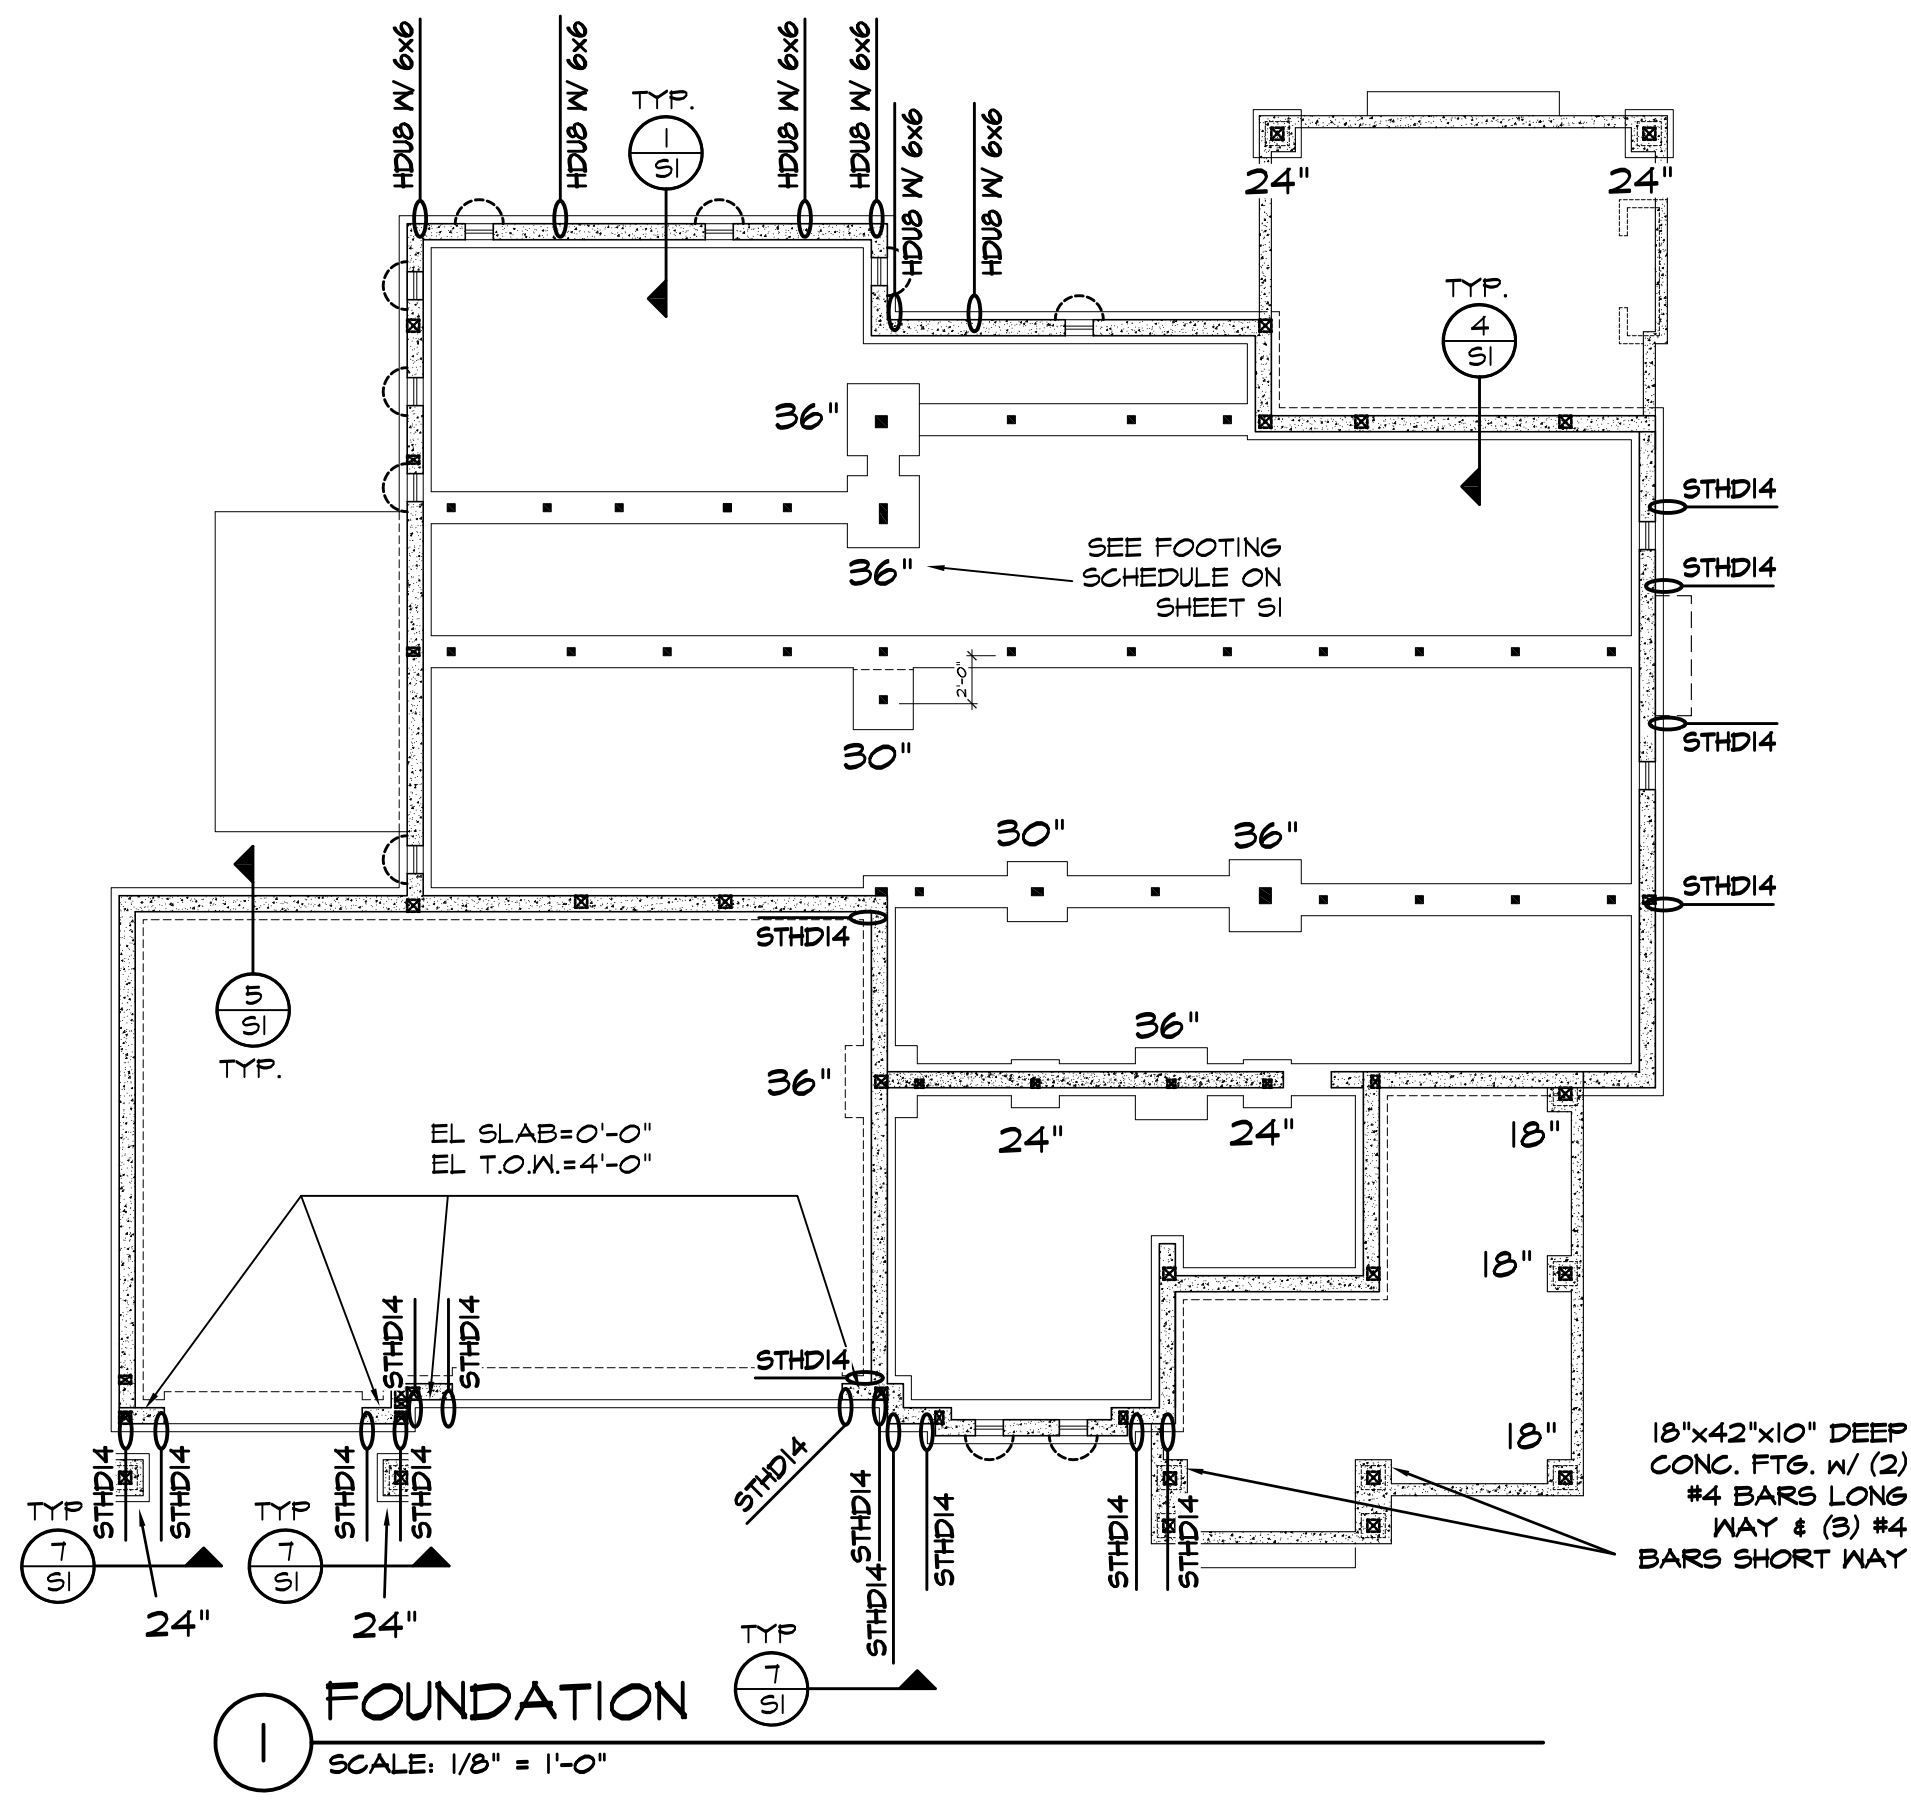 HDU8 W/ 6x6
HDU8 W/ 6x6
HDU8 W/ 6x6
HDU8 W/ 6x6
HDU8 W/ 6x6
HDU8 W/ 6x6
TYP.
1
S1
24"
24"
TYP.
4
S1
36"
STHD14
SEE FOOTING
SCHEDULE ON
SHEET S1
36"
STHD14
2'-0"
STHD14
30"
30"
36"
STHD14
STHD14
5
S1
TYP.
36"
36"
EL SLAB=0'-0"
EL T.O.W.=4'-0"
24"
24"
18"
18"
STHD14
STHD14
STHD14
18"
18"x42"x10" DEEP
CONC. FTG. W/ (2)
#4 BARS LONG
WAY & (3) #4
BARS SHORT WAY
STHD14
STHD14
STHD14
STHD14
STHD14
STHD14
STHD14
STHD14
STHD14
STHD14
TYP
7
S1
TYP
7
S1
24"
24"
TYP
7
S1
1
FOUNDATION
SCALE: 1/8" = 1'-0"